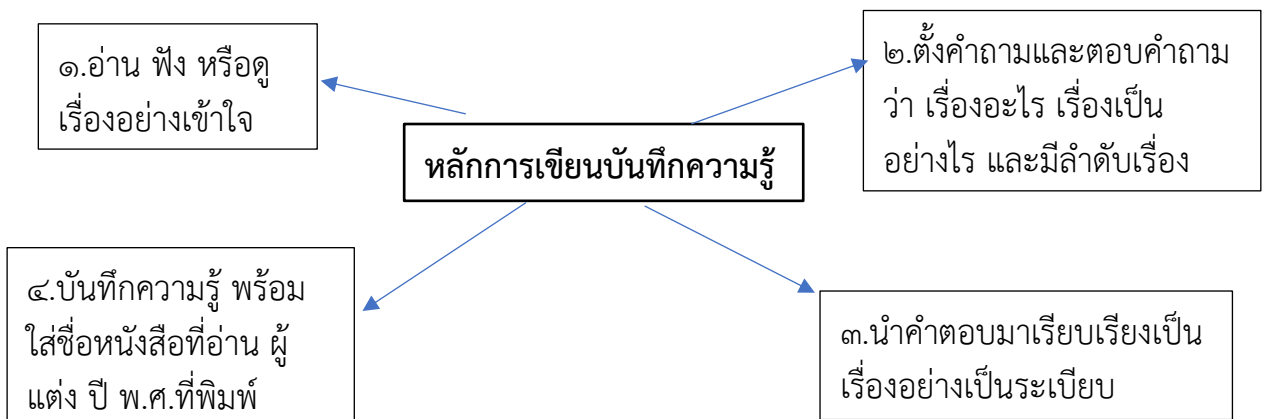 ๑.อ่าน ฟัง หรือดู
เรื่องอย่างเข้าใจ
๒.ตั้งคำถามและตอบคำถาม
ว่า เรื่องอะไร เรื่องเป็น
อย่างไร และมีลำดับเรื่อง
หลักการเขียนบันทึกความรู้
๔.บันทึกความรู้ พร้อม
ใส่ชื่อหนังสือที่อ่าน ผู้
แต่ง ปี พ.ศ.ที่พิมพ์
๓.นำคำตอบมาเรียบเรียงเป็น
เรื่องอย่างเป็นระเบียบ